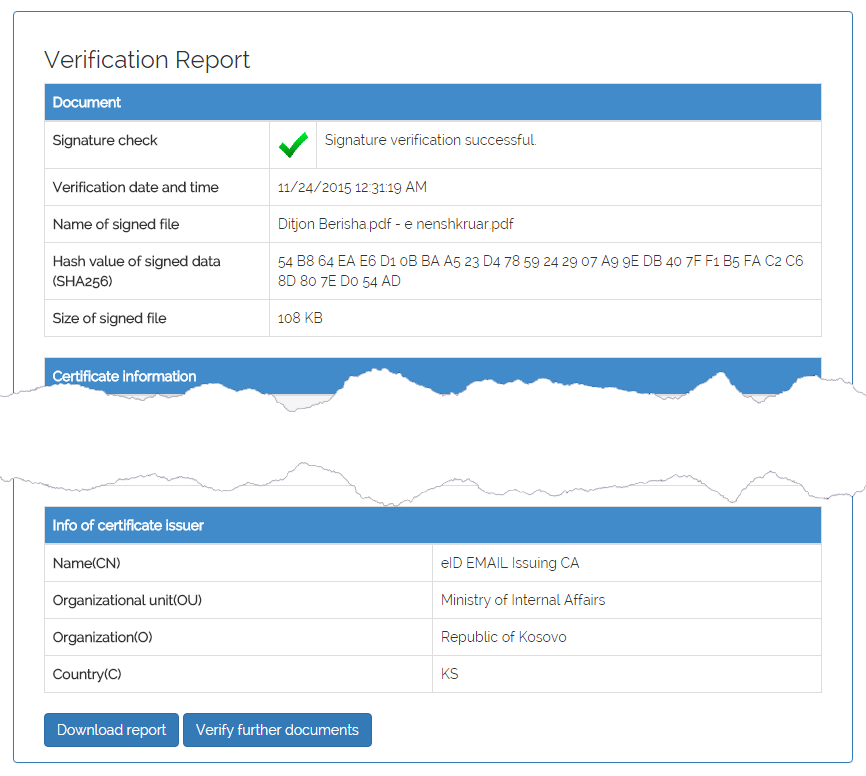 Verification Report
Document
Signature check
Signature verification successful.
Verification date and time
11/24/2015 12:31:19 AM
Name of signed file
Ditjon Berisha.pdf - e nenshkruar.pdf
Hash value of signed data
(SHA256)
54 B8 64 EA E6 D1 0B BA A5 23 D4 78 59 24 29 07 A9 9E DB 40 7F F1 B5 FA C2 C6
8D 80 7E D0 54 AD
Size of signed file
108 KB
Certificate information
Info of certificate issuer
Name(CN)
eID EMAIL Issuing CA
Organizational unit(OU)
Ministry of Internal Affairs
Organization(O)
Republic of Kosovo
Country(C)
KS
Download report
Verify further documents